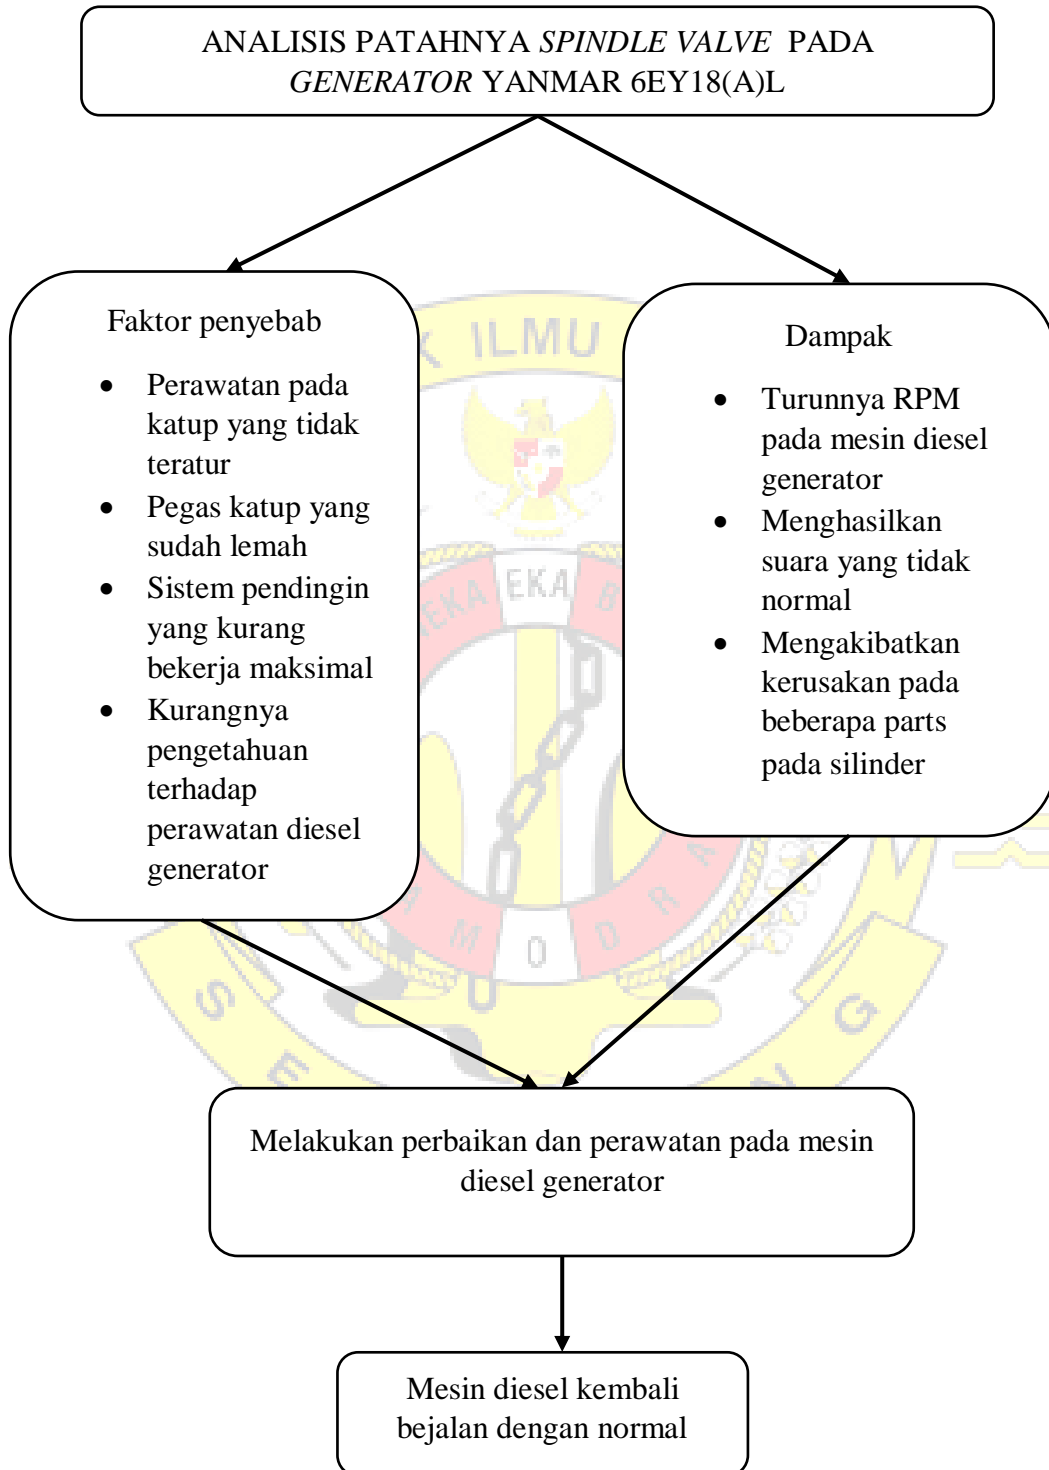 ANALISIS PATAHNYA SPINDLE VALVE PADA
GENERATOR YANMAR 6EY18(A)L
Faktor penyebab
• Perawatan pada
katup yang tidak
teratur
• Pegas katup yang
sudah lemah
• Sistem pendingin
yang kurang
bekerja maksimal
• Kurangnya
pengetahuan
terhadap
perawatan diesel
generator
Dampak
• Turunnya RPM
pada mesin diesel
generator
• Menghasilkan
suara yang tidak
normal
• Mengakibatkan
kerusakan pada
beberapa parts
pada silinder
Melakukan perbaikan dan perawatan pada mesin
diesel generator
Mesin diesel kembali
bejalan dengan normal
K ILMU
NEKA EKA B
A M O D R A
S E N G